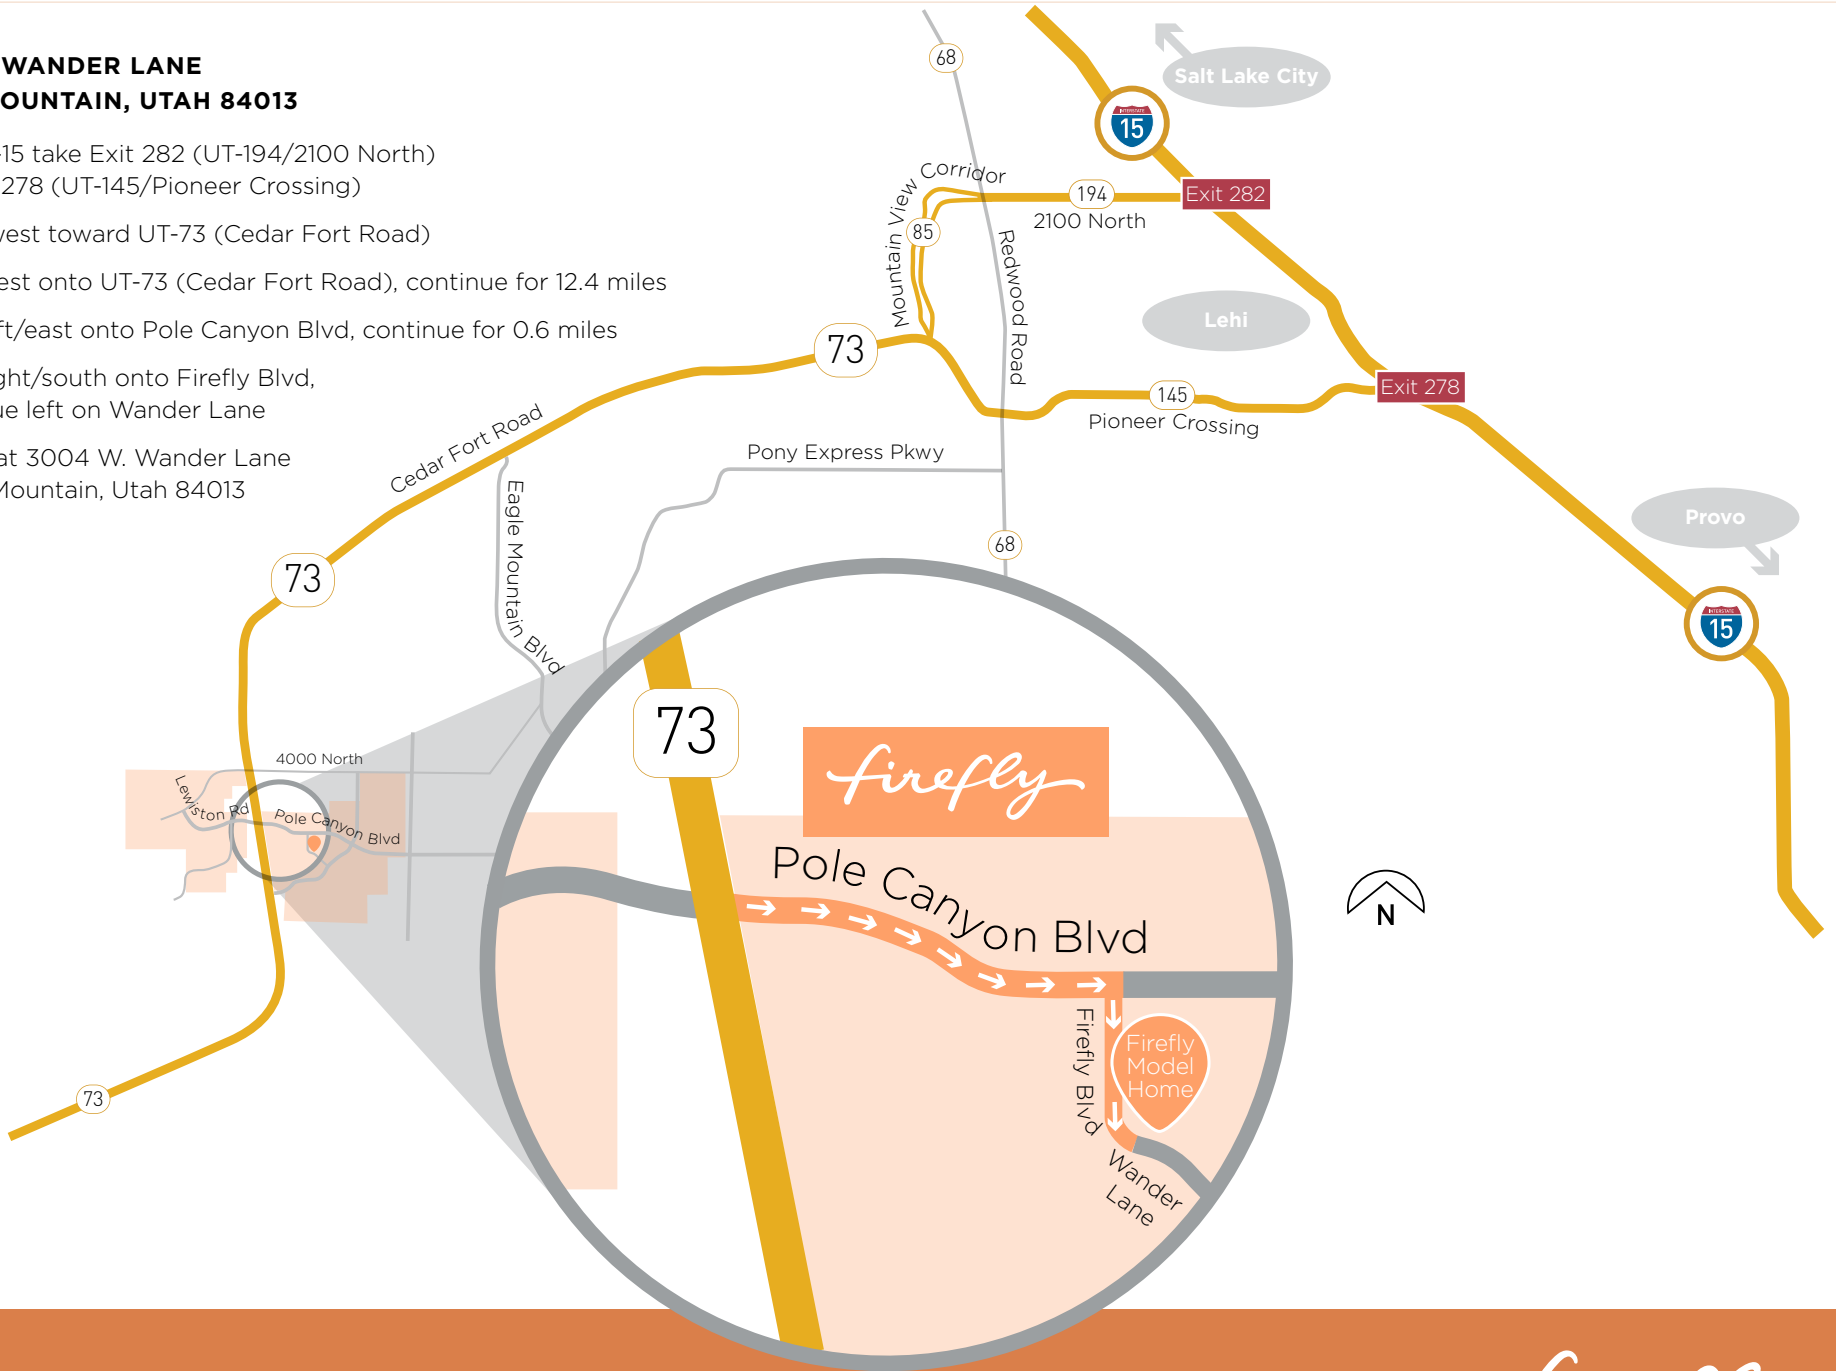 WANDER LANE
OUNTAIN, UTAH 84013
-15 take Exit 282 (UT-194/2100 North)
278 (UT-145/Pioneer Crossing)
vest toward UT-73 (Cedar Fort Road)
est onto UT-73 (Cedar Fort Road), continue for 12.4 miles
ft/east onto Pole Canyon Blvd, continue for 0.6 miles
ght/south onto Firefly Blvd,
ue left on Wander Lane
at 3004 W. Wander Lane
Mountain, Utah 84013
68
Salt Lake City
INTERSTATE
15
Mountain View Corridor
194
Exit 282
2100 North
85
Redwood Road
Lehi
73
Exit 278
145
Pioneer Crossing
Cedar Fort Road
Pony Express Pkwy
Eagle Mountain Blvd
68
Provo
73
INTERSTATE
15
73
firefly
4000 North
Lewiston Rd
Pole Canyon Blvd
Pole Canyon Blvd
N
Firefly Blvd
Firefly
Model
Home
Wander
Lane
73